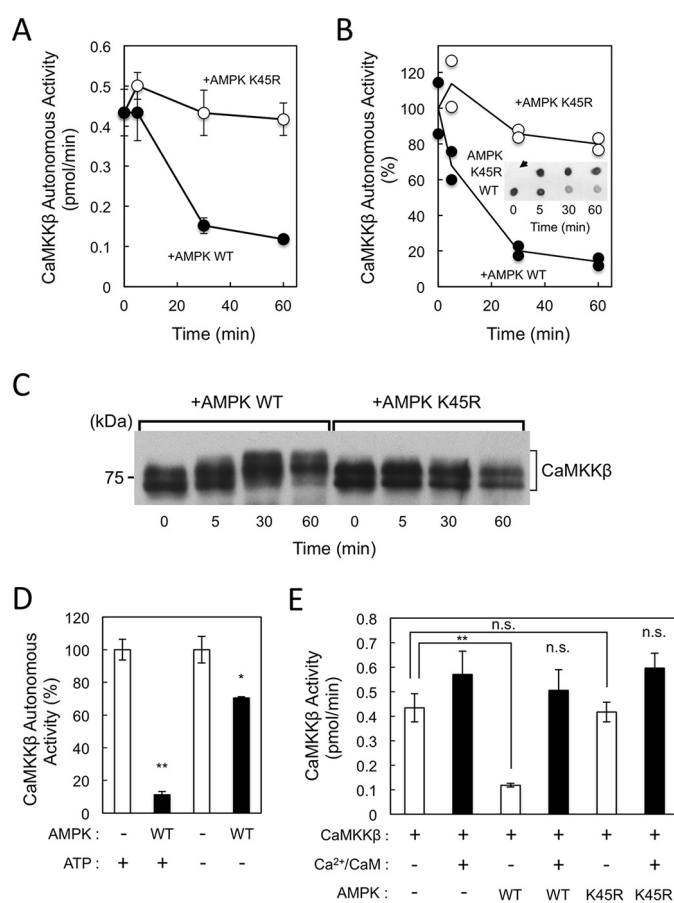 A
CaMKKβ Autonomous Activity
(pmol/min)
0.6
0.5
0.4
0.3
0.2
0.1
0
0 20 40 60
Time (min)
+AMPK K45R
+AMPK WT
B
CaMKKβ Autonomous Activity
(%)
120
100
80
60
40
20
0
0 20 40 60
Time (min)
+AMPK K45R
AMPK
K45R
WT
0 5 30 60
Time (min)
+AMPK WT
C
+AMPK WT +AMPK K45R
(kDa)
75
CaMKKβ
0 5 30 60 0 5 30 60
Time (min)
D
CaMKKβ Autonomous
Activity (%)
120
100
80
60
40
20
0
**
*
AMPK : - WT - WT
ATP : + + - -
E
CaMKKβ Activity
(pmol/min)
0.8
0.7
0.6
0.5
0.4
0.3
0.2
0.1
0
n.s.
**
n.s.
n.s.
CaMKKβ : + + + + + +
Ca²⁺/CaM : - + - + - +
AMPK : - - WT WT K45R K45R